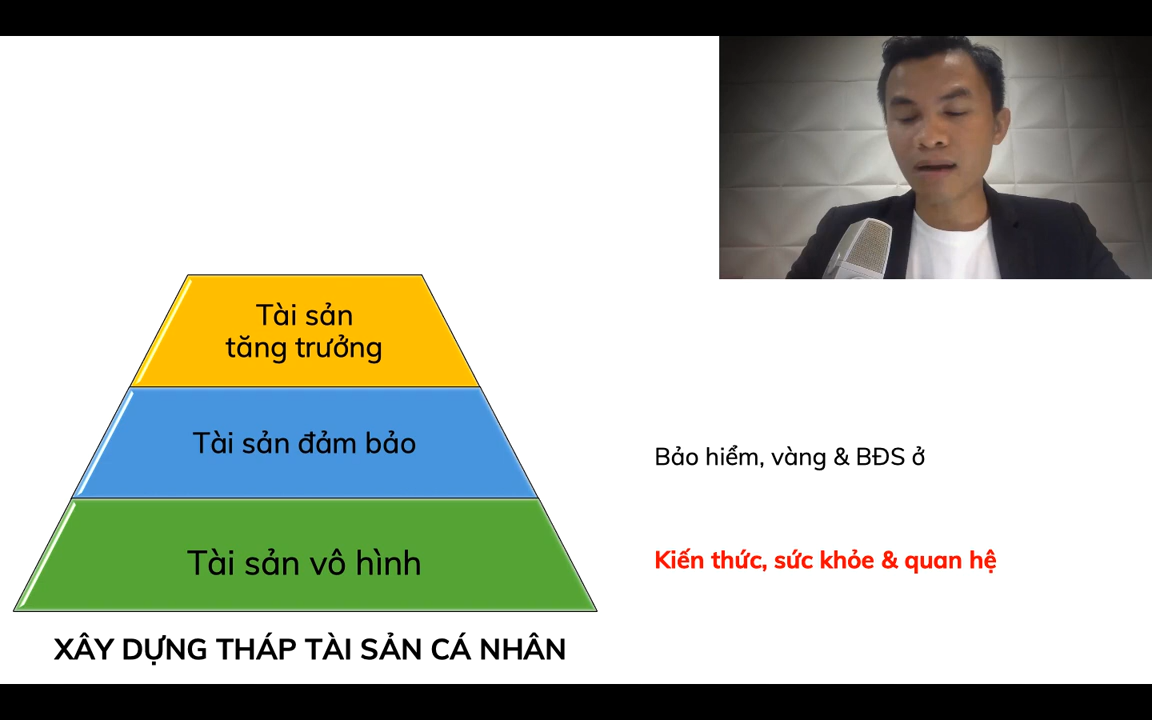 Tài sản
tăng trưởng
Tài sản đảm bảo
Bảo hiểm, vàng & BĐS ở
Tài sản vô hình
Kiến thức, sức khỏe & quan hệ
XÂY DỰNG THÁP TÀI SẢN CÁ NHÂN